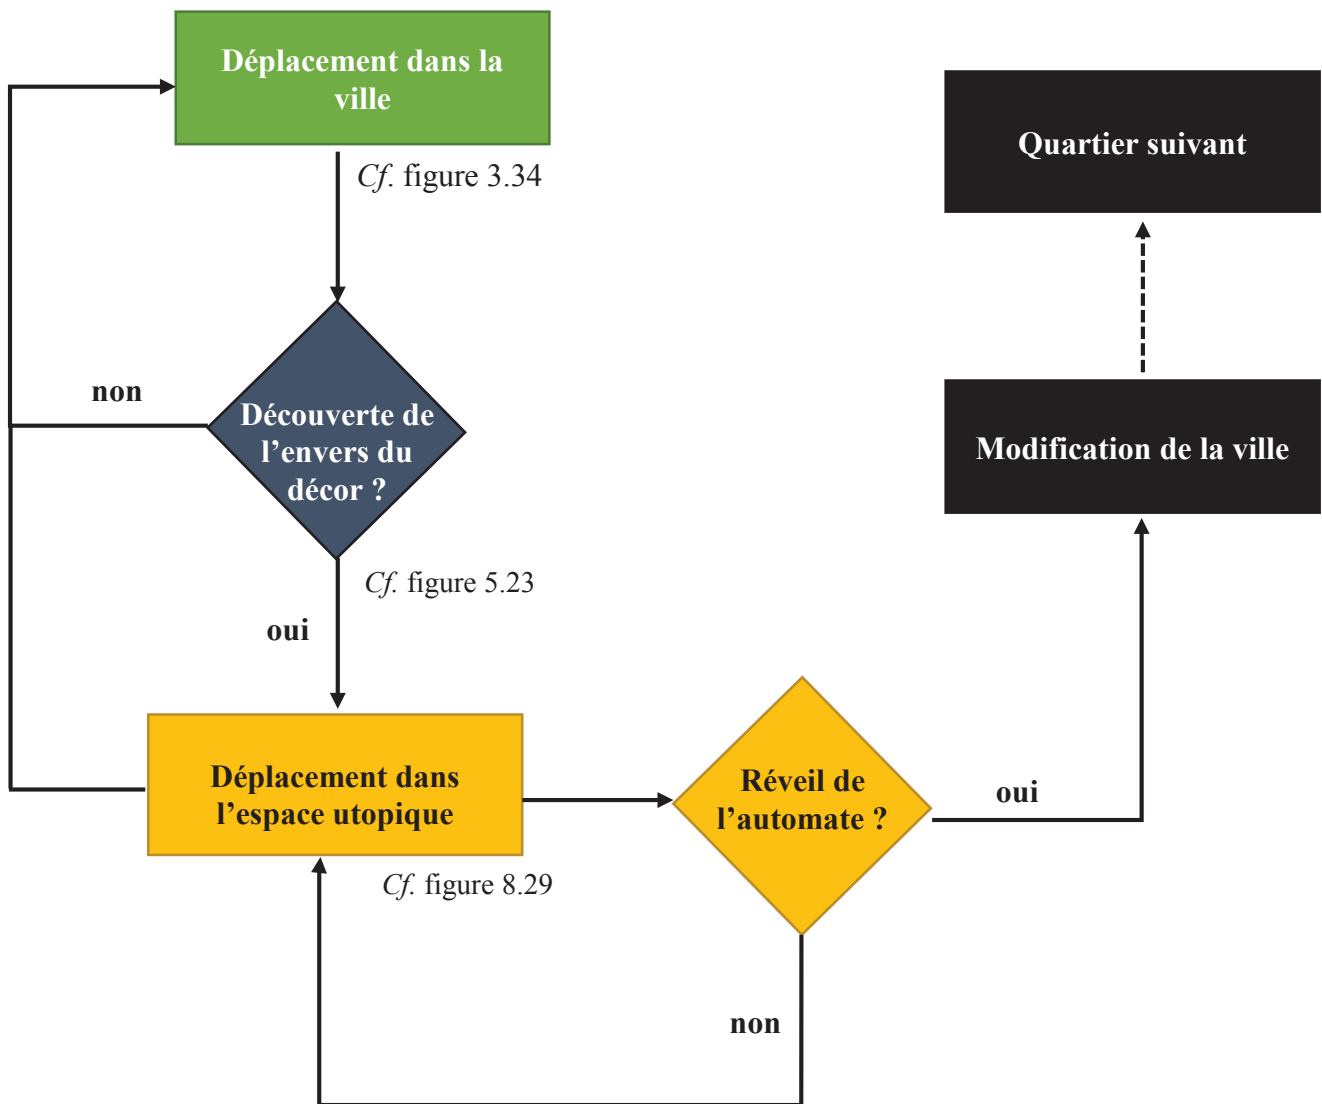 Déplacement dans la
ville
Cf. figure 3.34
Quartier suivant
non
Découverte de
l’envers du
décor ?
Modification de la ville
Cf. figure 5.23
oui
Déplacement dans
l’espace utopique
Cf. figure 8.29
Réveil de
l’automate ?
oui
non